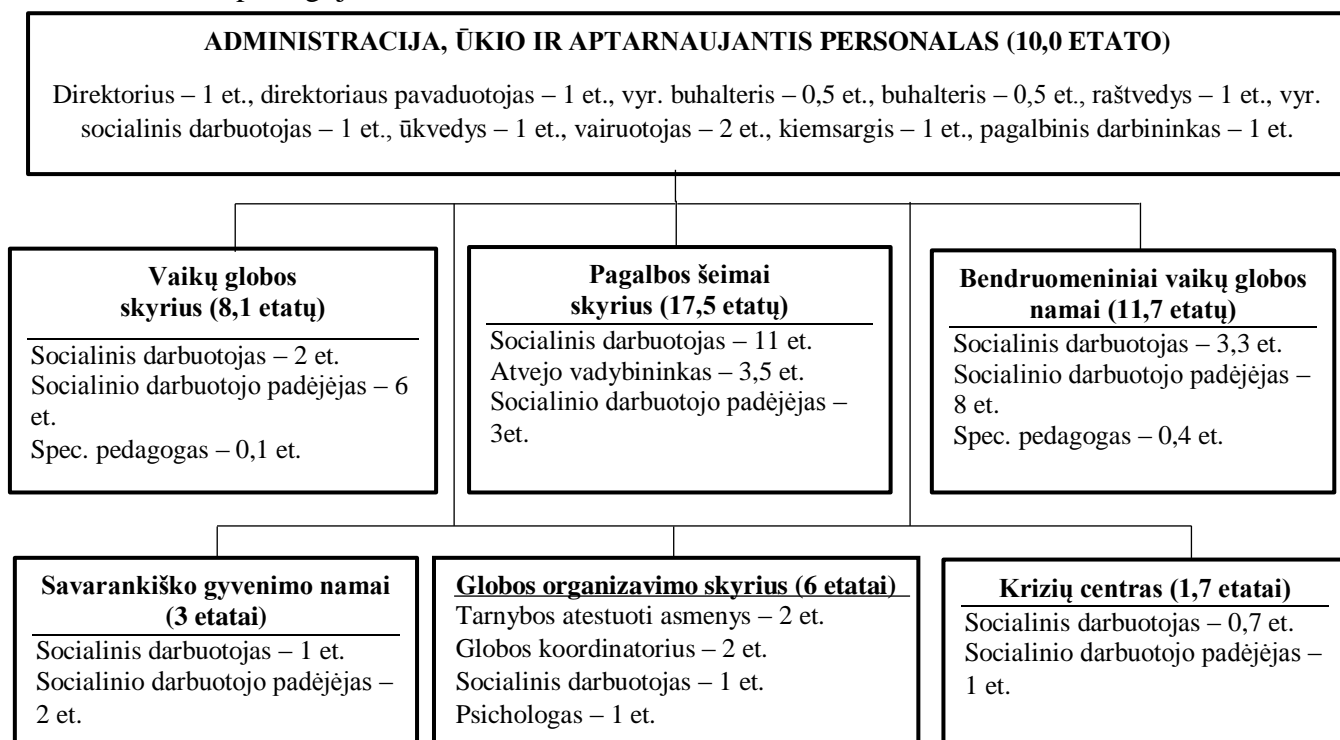 ADMINISTRACIJA, ŪKIO IR APTARNAUJANTIS PERSONALAS (10,0 ETATO)
Direktorius – 1 et., direktoriaus pavaduotojas – 1 et., vyr. buhalteris – 0,5 et., buhalteris – 0,5 et., raštvedys – 1 et., vyr.
socialinis darbuotojas – 1 et., ūkvedys – 1 et., vairuotojas – 2 et., kiemsargis – 1 et., pagalbinis darbininkas – 1 et.
Vaikų globos
skyrius (8,1 etatų)
Socialinis darbuotojas – 2 et.
Socialinio darbuotojo padėjėjas – 6
et.
Spec. pedagogas – 0,1 et.
Pagalbos šeimai
skyrius (17,5 etatų)
Socialinis darbuotojas – 11 et.
Atvejo vadybininkas – 3,5 et.
Socialinio darbuotojo padėjėjas –
3et.
Bendruomeniniai vaikų globos
namai (11,7 etatų)
Socialinis darbuotojas – 3,3 et.
Socialinio darbuotojo padėjėjas –
8 et.
Spec. pedagogas – 0,4 et.
Savarankiško gyvenimo namai
(3 etatai)
Socialinis darbuotojas – 1 et.
Socialinio darbuotojo padėjėjas –
2 et.
Globos organizavimo skyrius (6 etatai)
Tarnybos atestuoti asmenys – 2 et.
Globos koordinatorius – 2 et.
Socialinis darbuotojas – 1 et.
Psichologas – 1 et.
Krizių centras (1,7 etatai)
Socialinis darbuotojas – 0,7 et.
Socialinio darbuotojo padėjėjas –
1 et.